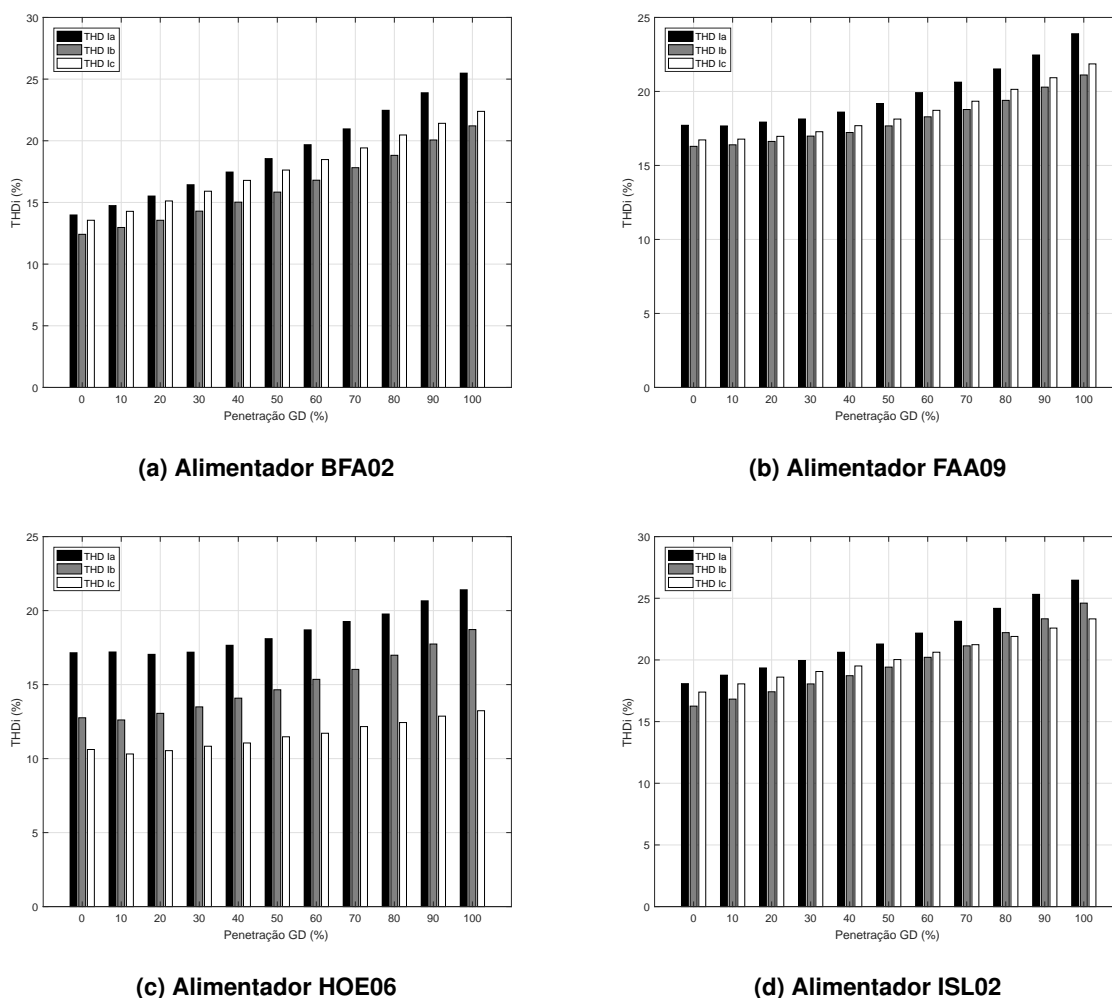 30
25
20
15
10
5
0
THDi (%)
THD Ia
THD Ib
THD Ic
0 10 20 30 40 50 60 70 80 90 100
Penetração GD (%)
(a) Alimentador BFA02
25
20
15
10
5
0
THDi (%)
THD Ia
THD Ib
THD Ic
0 10 20 30 40 50 60 70 80 90 100
Penetração GD (%)
(b) Alimentador FAA09
25
20
15
10
5
0
THDi (%)
THD Ia
THD Ib
THD Ic
0 10 20 30 40 50 60 70 80 90 100
Penetração GD (%)
(c) Alimentador HOE06
30
25
20
15
10
5
0
THDi (%)
THD Ia
THD Ib
THD Ic
0 10 20 30 40 50 60 70 80 90 100
Penetração GD (%)
(d) Alimentador ISL02